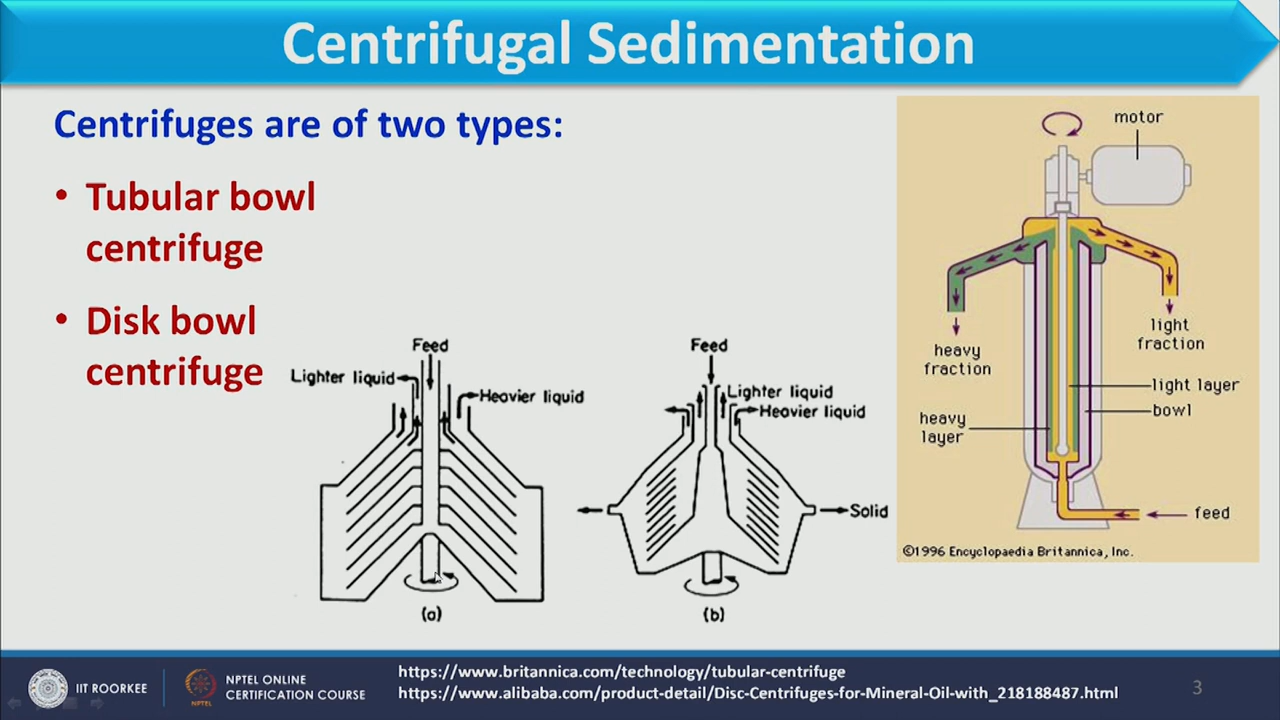 Centrifugal Sedimentation
Centrifuges are of two types:
• Tubular bowl
centrifuge
• Disk bowl
centrifuge
Feed
Lighter liquid
Heavier liquid
(a)
Feed
Lighter liquid
Heavier liquid
Solid
(b)
motor
light
fraction
heavy
fraction
light layer
bowl
heavy
layer
feed
©1996 Encyclopaedia Britannica, Inc.
IIT ROORKEE
NPTEL
NPTEL ONLINE
CERTIFICATION COURSE
https://www.britannica.com/technology/tubular-centrifuge
https://www.alibaba.com/product-detail/Disc-Centrifuges-for-Mineral-Oil-with_218188487.html
3